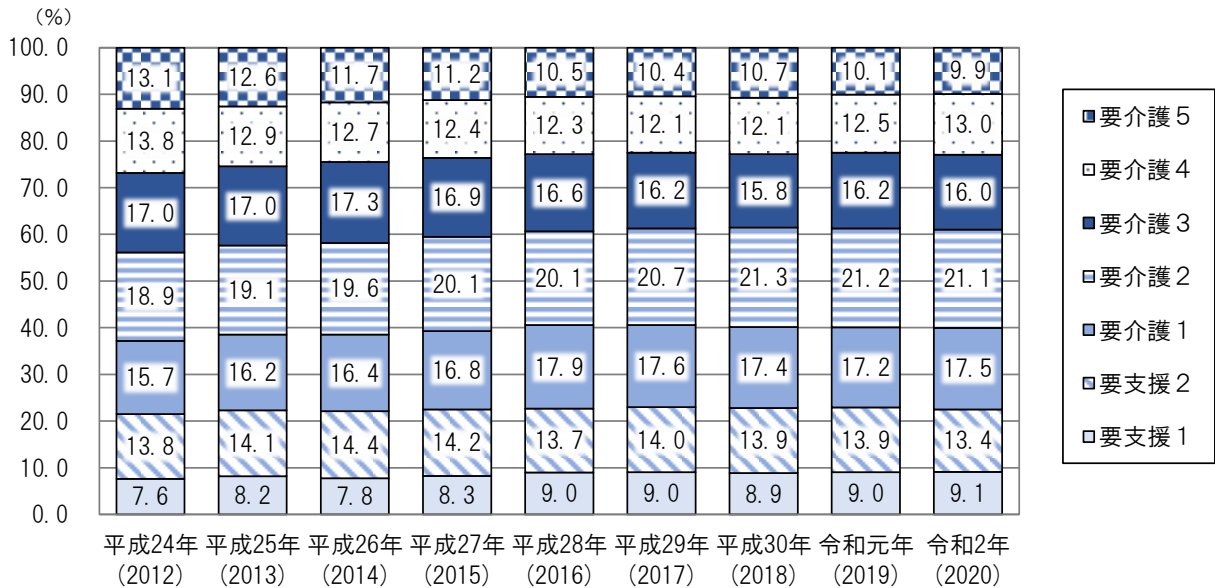 （％）
100.0
90.0
80.0
70.0
60.0
50.0
40.0
30.0
20.0
10.0
0.0
13.1 12.6 11.7 11.2 10.5 10.4 10.7 10.1 9.9
13.8 12.9 12.7 12.4 12.3 12.1 12.1 12.5 13.0
17.0 17.0 17.3 16.9 16.6 16.2 15.8 16.2 16.0
18.9 19.1 19.6 20.1 20.1 20.7 21.3 21.2 21.1
15.7 16.2 16.4 16.8 17.9 17.6 17.4 17.2 17.5
13.8 14.1 14.4 14.2 13.7 14.0 13.9 13.9 13.4
7.6 8.2 7.8 8.3 9.0 9.0 8.9 9.0 9.1
平成24年 平成25年 平成26年 平成27年 平成28年 平成29年 平成30年 令和元年 令和2年
(2012) (2013) (2014) (2015) (2016) (2017) (2018) (2019) (2020)
要介護５
要介護４
要介護３
要介護２
要介護１
要支援２
要支援１